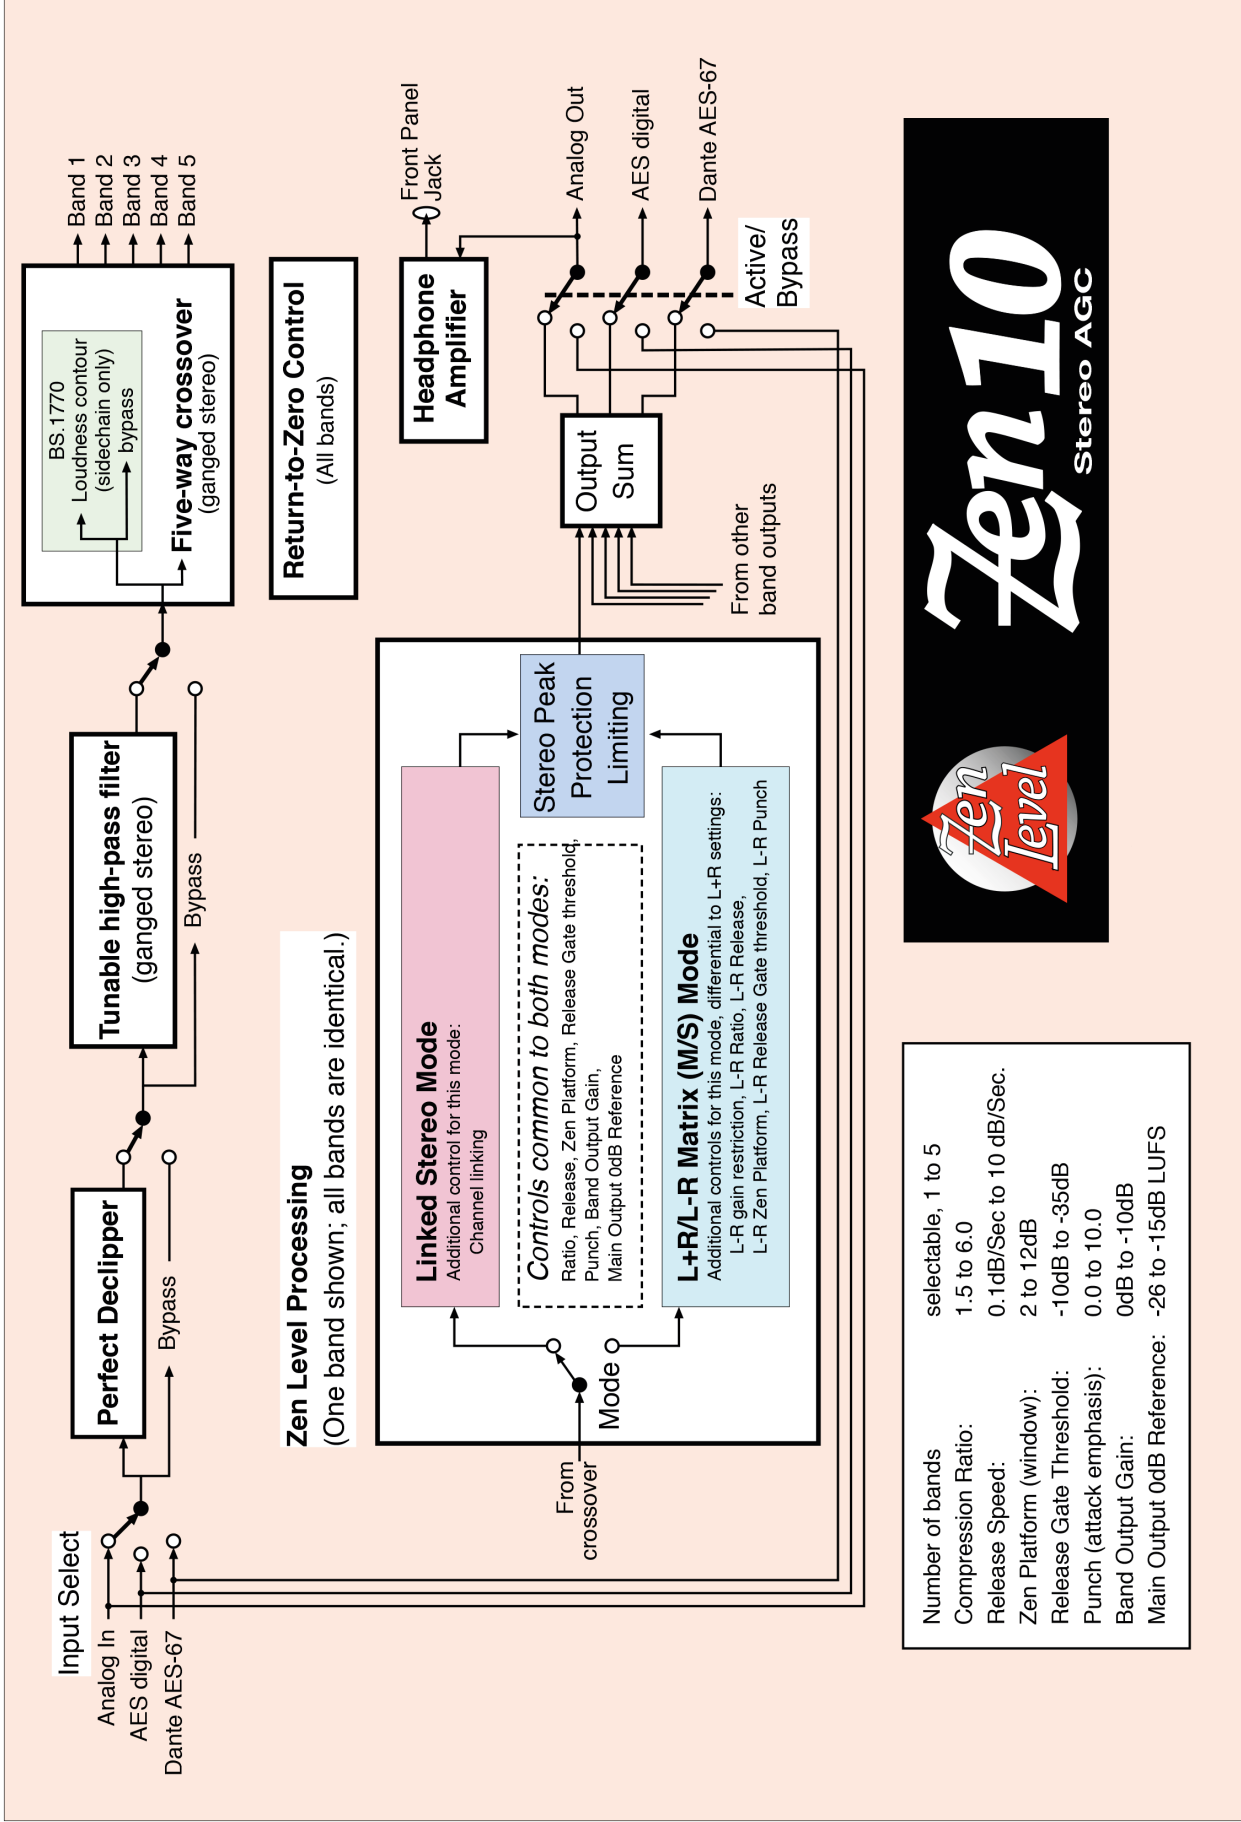 Input Select
Analog In
AES digital
Dante AES-67
Perfect Declipper
Bypass
Tunable high-pass filter
(ganged stereo)
Bypass
BS.1770
Loudness contour
(sidechain only)
bypass
Five-way crossover
(ganged stereo)
Band 1
Band 2
Band 3
Band 4
Band 5
Zen Level Processing
(One band shown; all bands are identical.)
Return-to-Zero Control
(All bands)
From
crossover
Mode
Linked Stereo Mode
Additional control for this mode:
Channel linking
Controls common to both modes:
Ratio, Release, Zen Platform, Release Gate threshold,
Punch, Band Output Gain,
Main Output 0dB Reference
L+R/L-R Matrix (M/S) Mode
Additional controls for this mode, differential to L+R settings:
L-R gain restriction, L-R Ratio, L-R Release,
L-R Zen Platform, L-R Release Gate threshold, L-R Punch
Stereo Peak
Protection
Limiting
From other
band outputs
Output
Sum
Headphone
Amplifier
Front Panel
Jack
Analog Out
AES digital
Dante AES-67
Active/
Bypass
Number of bands selectable, 1 to 5
Compression Ratio: 1.5 to 6.0
Release Speed: 0.1dB/Sec to 10 dB/Sec.
Zen Platform (window): 2 to 12dB
Release Gate Threshold: -10dB to -35dB
Punch (attack emphasis): 0.0 to 10.0
Band Output Gain: 0dB to -10dB
Main Output 0dB Reference: -26 to -15dB LUFS
Zen
Level
Zen10
Stereo AGC